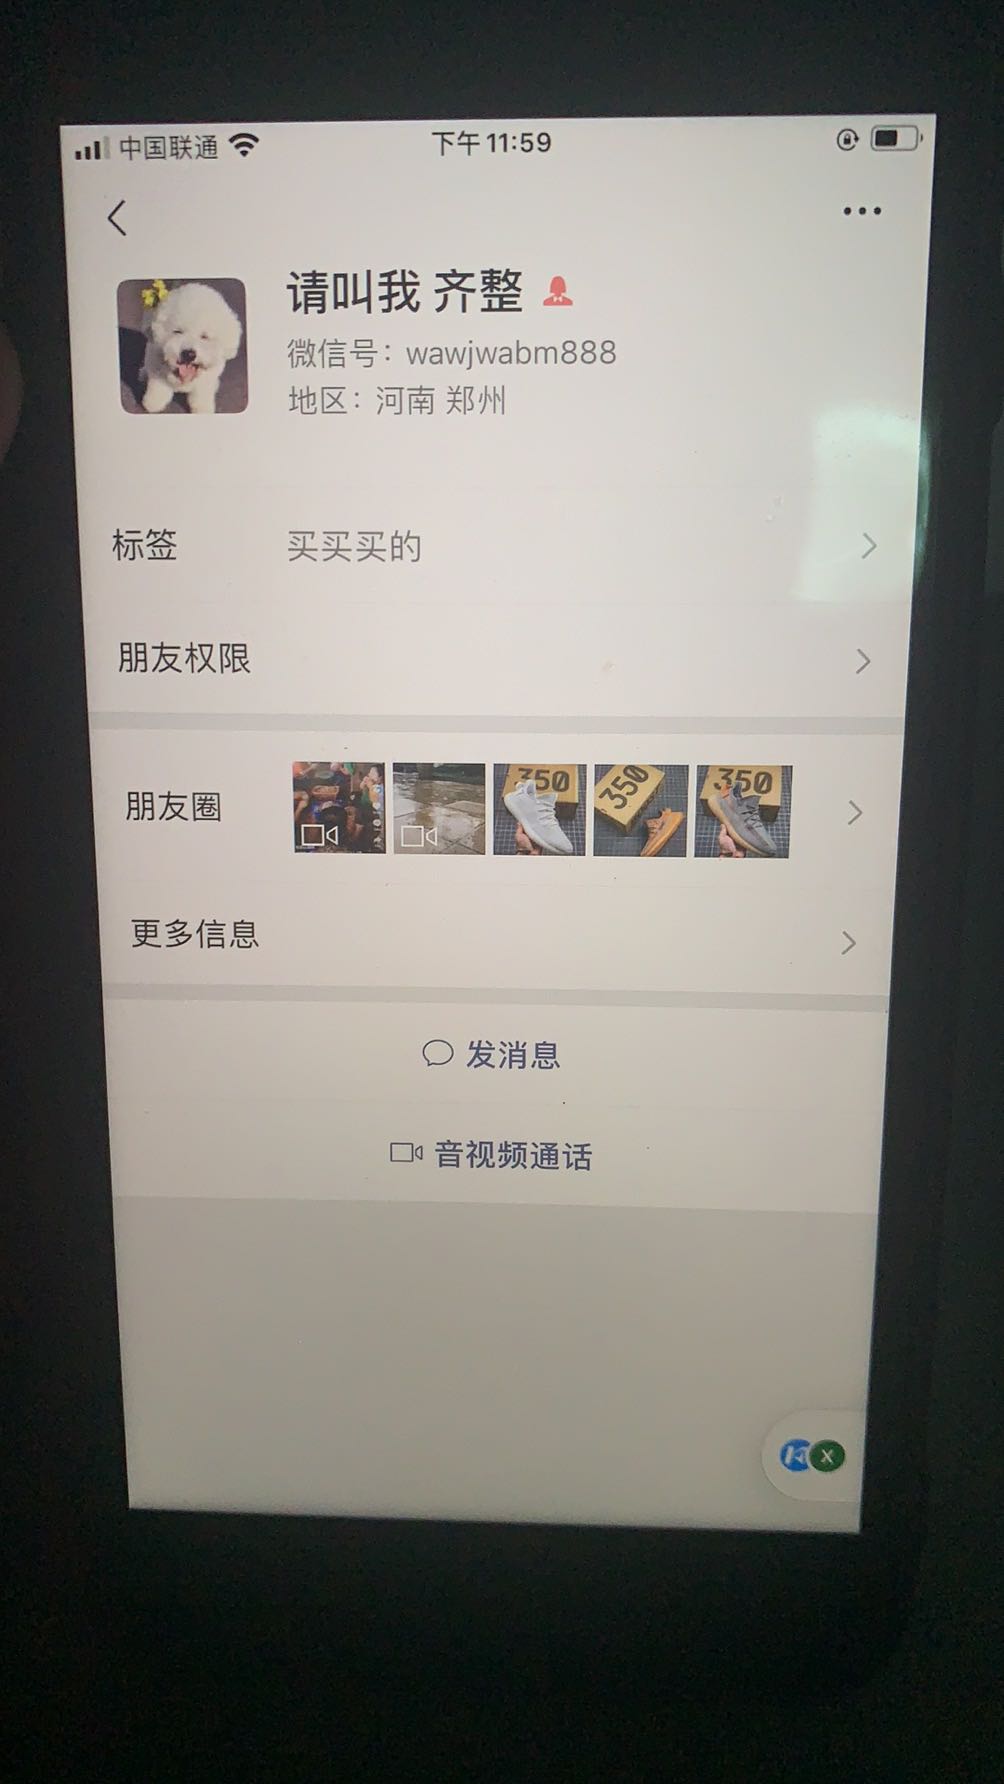 中国联通 下午11:59
请叫我 齐整
微信号：wawjwabm888
地区：河南 郑州
标签 买买买的
朋友权限
朋友圈
350 350 350
更多信息
发消息
音视频通话
X